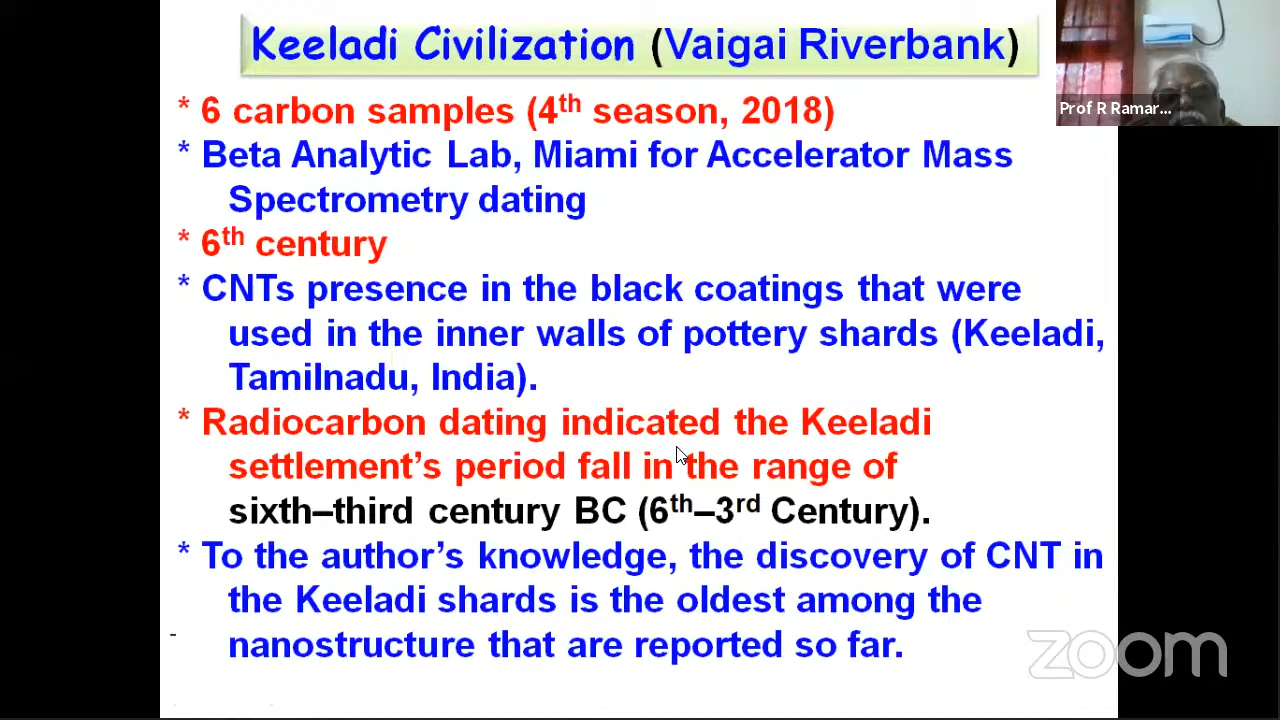 Keeladi Civilization (Vaigai Riverbank)
Prof R Ramar...
* 6 carbon samples (4th season, 2018)
* Beta Analytic Lab, Miami for Accelerator Mass
Spectrometry dating
* 6th century
* CNTs presence in the black coatings that were
used in the inner walls of pottery shards (Keeladi,
Tamilnadu, India).
* Radiocarbon dating indicated the Keeladi
settlement's period fall in the range of
sixth–third century BC (6th–3rd Century).
* To the author's knowledge, the discovery of CNT in
the Keeladi shards is the oldest among the
nanostructure that are reported so far.
zoom